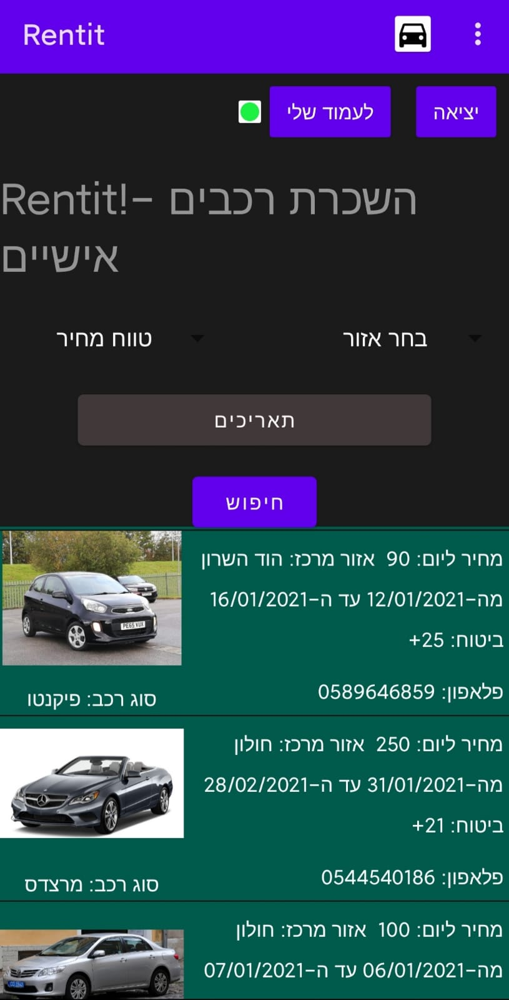 Rentit
יציאה
לעמוד שלי
Rentit!- השכרת רכבים
אישיים
בחר אזור
טווח מחיר
תאריכים
חיפוש
מחיר ליום: 90 אזור מרכז: הוד השרון
מה-12/01/2021 עד ה-16/01/2021
ביטוח: 25+
פלאפון: 0589646859
PE65 VUX
סוג רכב: פיקנטו
מחיר ליום: 250 אזור מרכז: חולון
מה-31/01/2021 עד ה-28/02/2021
ביטוח: 21+
פלאפון: 0544540186
סוג רכב: מרצדס
מחיר ליום: 100 אזור מרכז: חולון
מה-06/01/2021 עד ה-07/01/2021